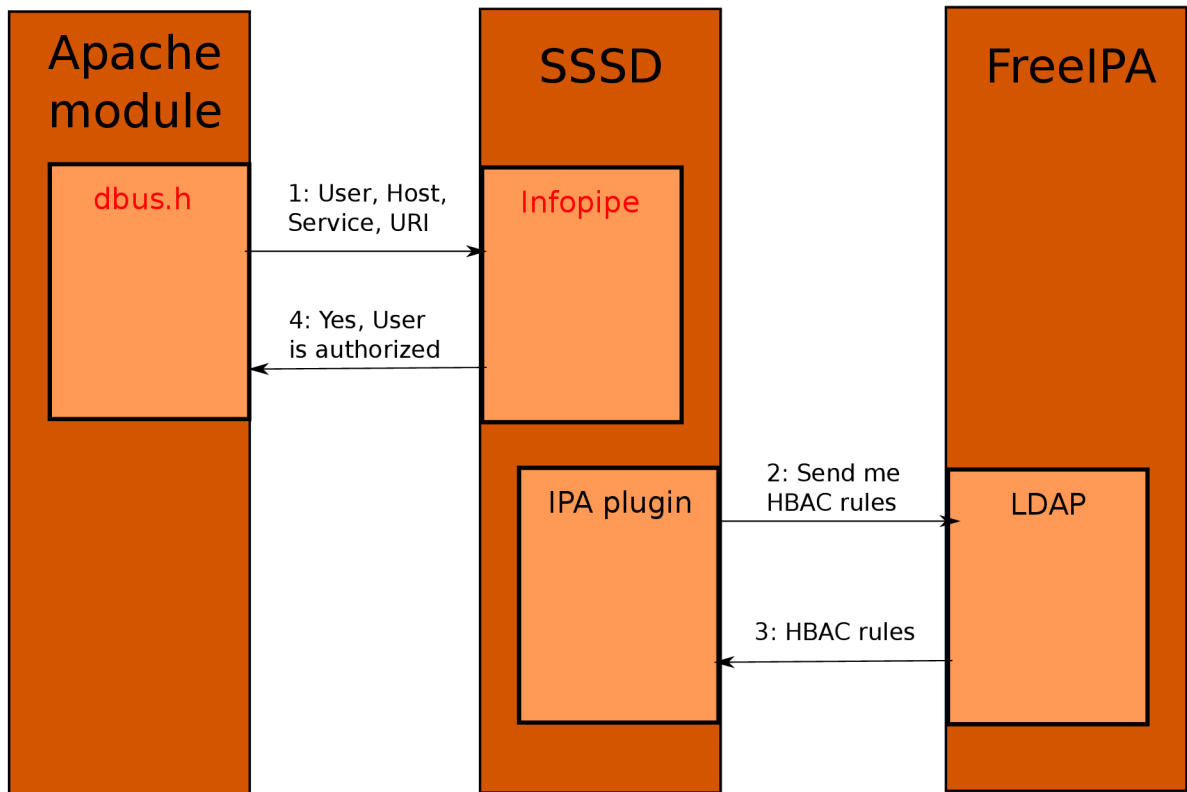 Apache
module
SSSD
FreeIPA
dbus.h
1: User, Host,
Service, URI
Infopipe
4: Yes, User
is authorized
IPA plugin
2: Send me
HBAC rules
LDAP
3: HBAC rules